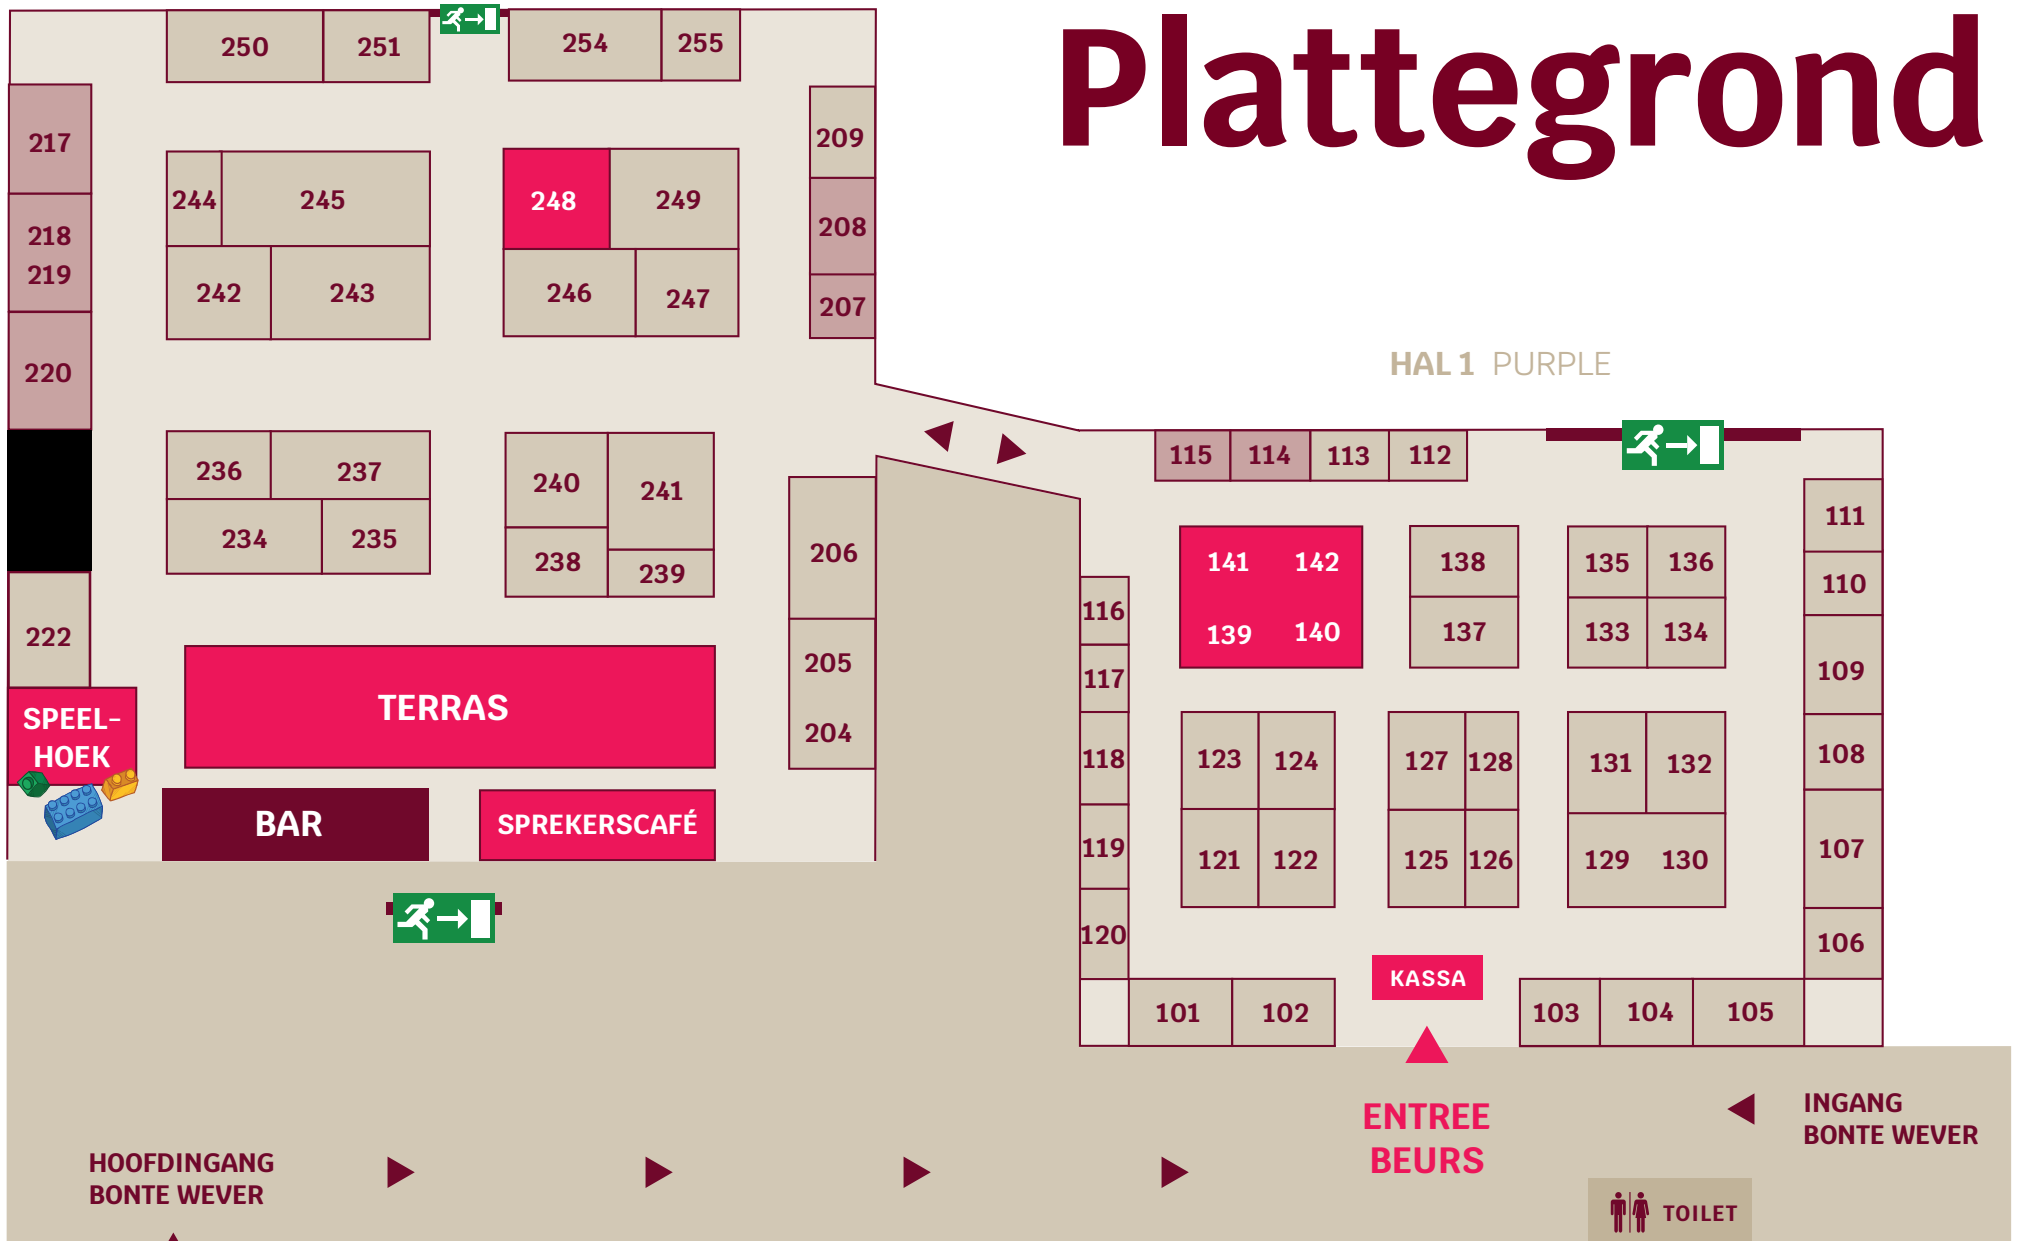 Plattegrond
250 251 254 255
217
209
244 245 248 249
218
208
219
242 243 246 247
207
220
HAL 1 PURPLE
236 237
240 241
234 235
238 239
206
222
205
204
SPEEL-
HOEK
TERRAS
BAR
SPREKERSCAFÉ
115 114 113 112
111
141 142 138 135 136
110
116
139 140 137 133 134
109
117
118 123 124 127 128 131 132 108
119 121 122 125 126 129 130 107
120
106
KASSA
101 102 103 104 105
ENTREE
BEURS
INGANG
BONTE WEVER
HOOFDINGANG
BONTE WEVER
TOILET